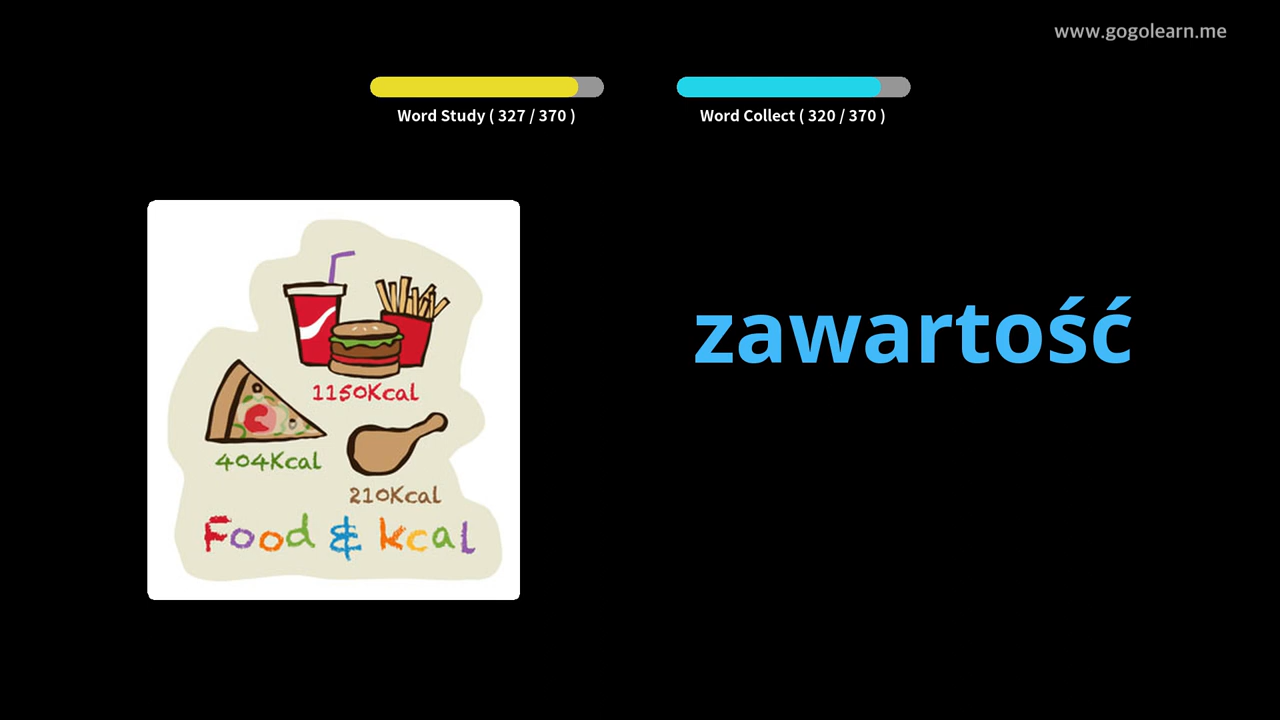 www.gogolearn.me
Word Study ( 327 / 370 )
Word Collect ( 320 / 370 )
zawartość
1150Kcal
404Kcal
210Kcal
Food & kcal